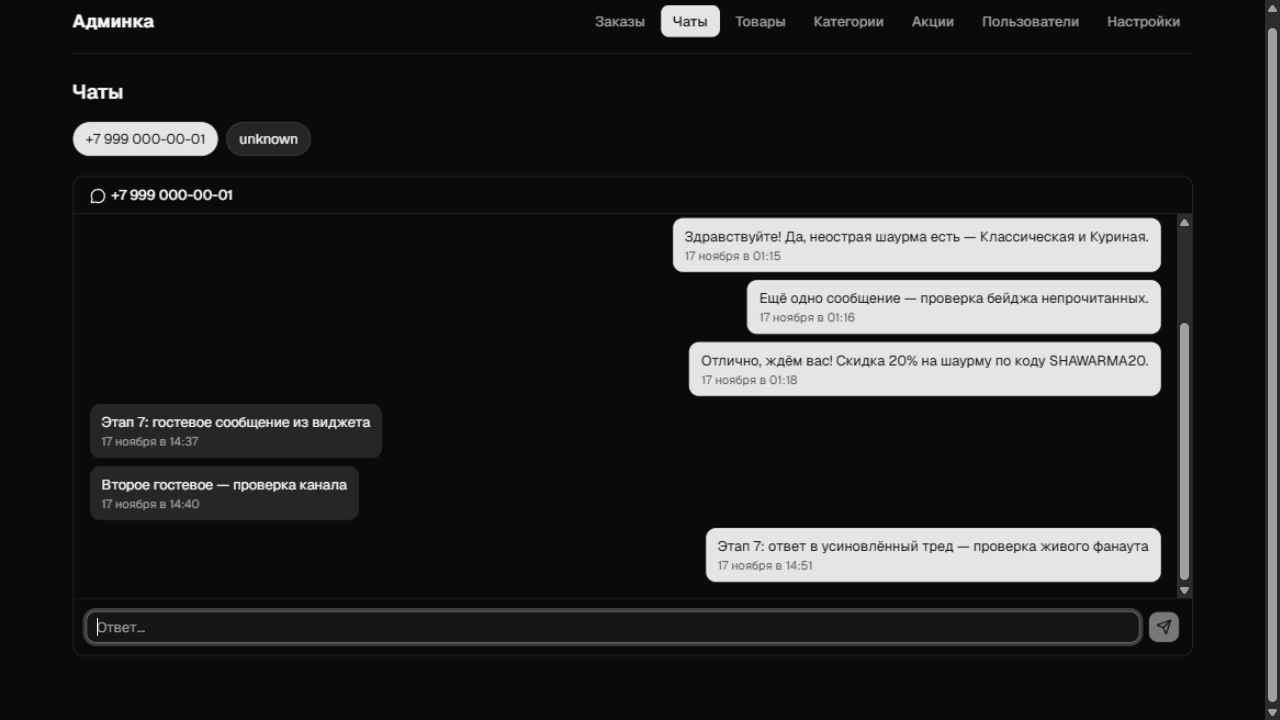 Админка
Заказы
Чаты
Товары
Категории
Акции
Пользователи
Настройки
Чаты
+7 999 000-00-01
unknown
+7 999 000-00-01
Здравствуйте! Да, неострая шаурма есть — Классическая и Куриная.
17 ноября в 01:15
Ещё одно сообщение — проверка бейджа непрочитанных.
17 ноября в 01:16
Отлично, ждём вас! Скидка 20% на шаурму по коду SHAWARMA20.
17 ноября в 01:18
Этап 7: гостевое сообщение из виджета
17 ноября в 14:37
Второе гостевое — проверка канала
17 ноября в 14:40
Этап 7: ответ в усиновлённый тред — проверка живого фанаута
17 ноября в 14:51
Ответ…